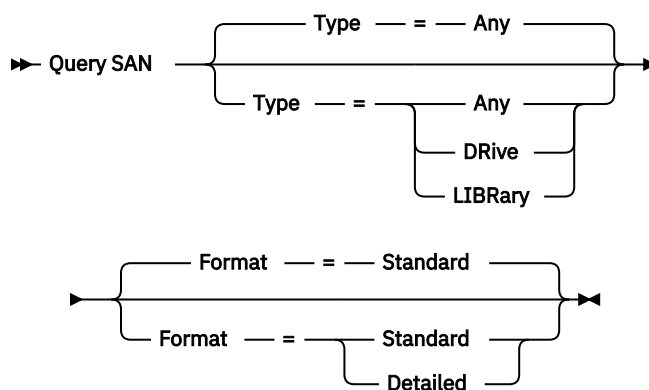 Type = Any
Query SAN
Type = Any
DRive
LIBRary
Format = Standard
Format = Standard
Detailed